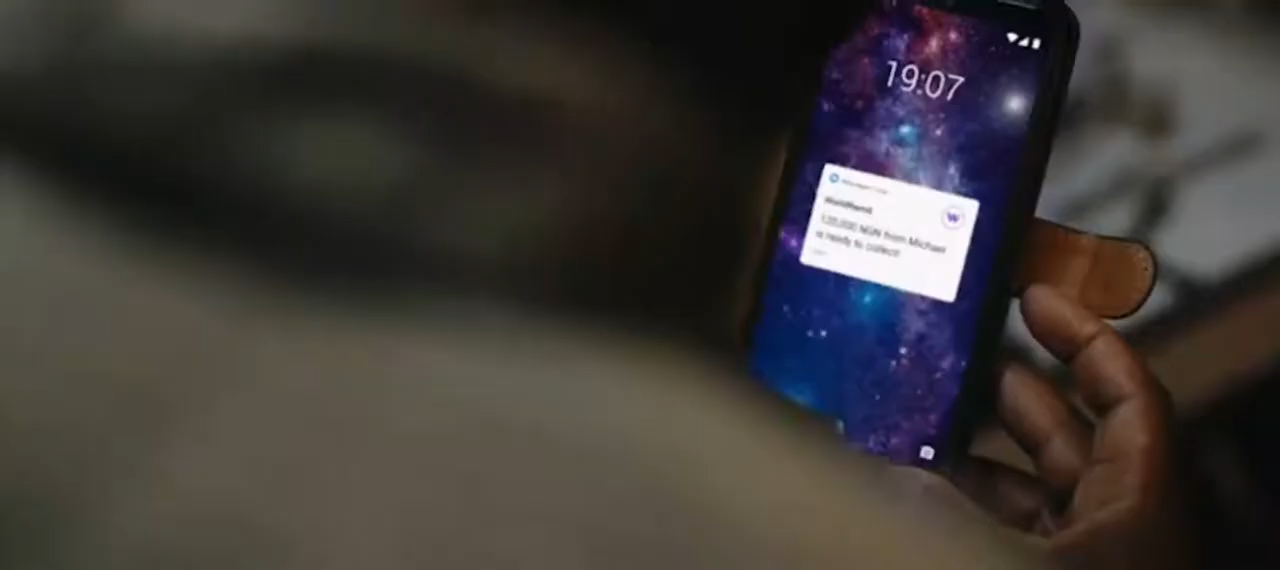 19:07
WorldRemit
W
120,000 NGN from Michael
is ready to collect!